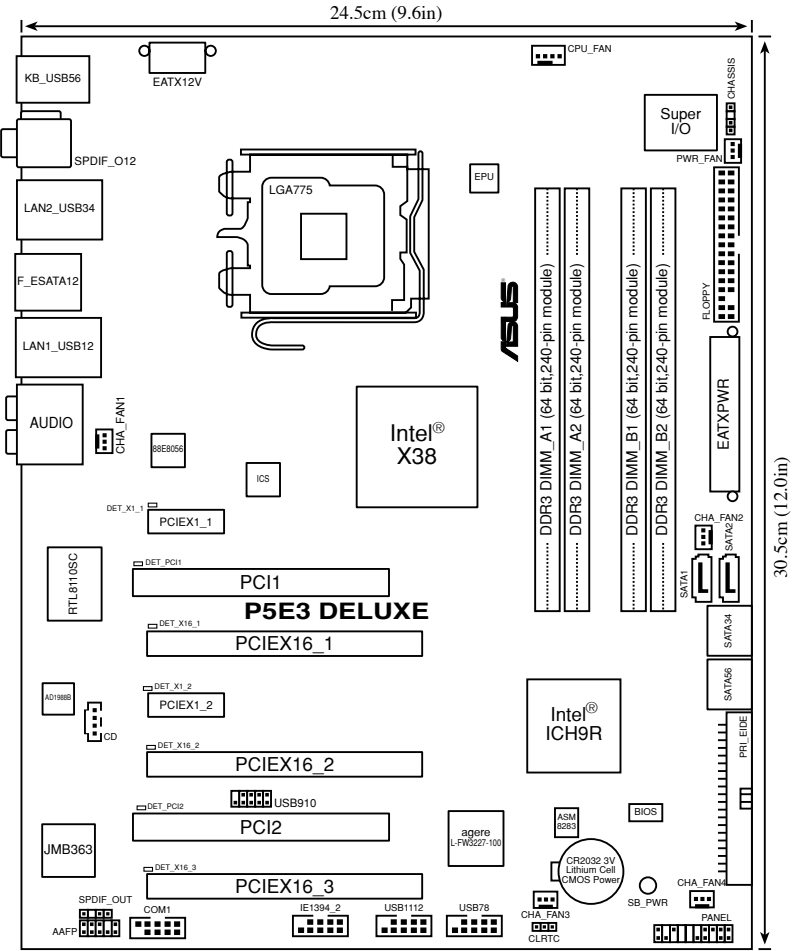 24.5cm (9.6in)
KB_USB56
EATX12V
CPU_FAN
CHASSIS
Super
I/O
SPDIF_O12
PWR_FAN
LGA775
EPU
LAN2_USB34
F_ESATA12
FLOPPY
ASUS
DDR3 DIMM_A1 (64 bit,240-pin module)
DDR3 DIMM_A2 (64 bit,240-pin module)
DDR3 DIMM_B1 (64 bit,240-pin module)
DDR3 DIMM_B2 (64 bit,240-pin module)
LAN1_USB12
EATXPWR
AUDIO
CHA_FAN1
88E8056
Intel®
X38
ICS
30.5cm (12.0in)
DET_X1_1
PCIEX1_1
CHA_FAN2
SATA2
SATA1
RTL8110SC
DET_PCI1
PCI1
P5E3 DELUXE
DET_X16_1
PCIEX16_1
SATA34
SATA56
AD1988B
CD
DET_X1_2
PCIEX1_2
Intel®
ICH9R
PRI_EIDE
DET_X16_2
PCIEX16_2
USB910
DET_PCI2
PCI2
JMB363
agere
L-FW3227-100
ASM
8283
BIOS
DET_X16_3
PCIEX16_3
CR2032 3V
Lithium Cell
CMOS Power
SB_PWR
CHA_FAN4
SPDIF_OUT
AAFP
COM1
IE1394_2
USB1112
USB78
CHA_FAN3
CLRTC
PANEL